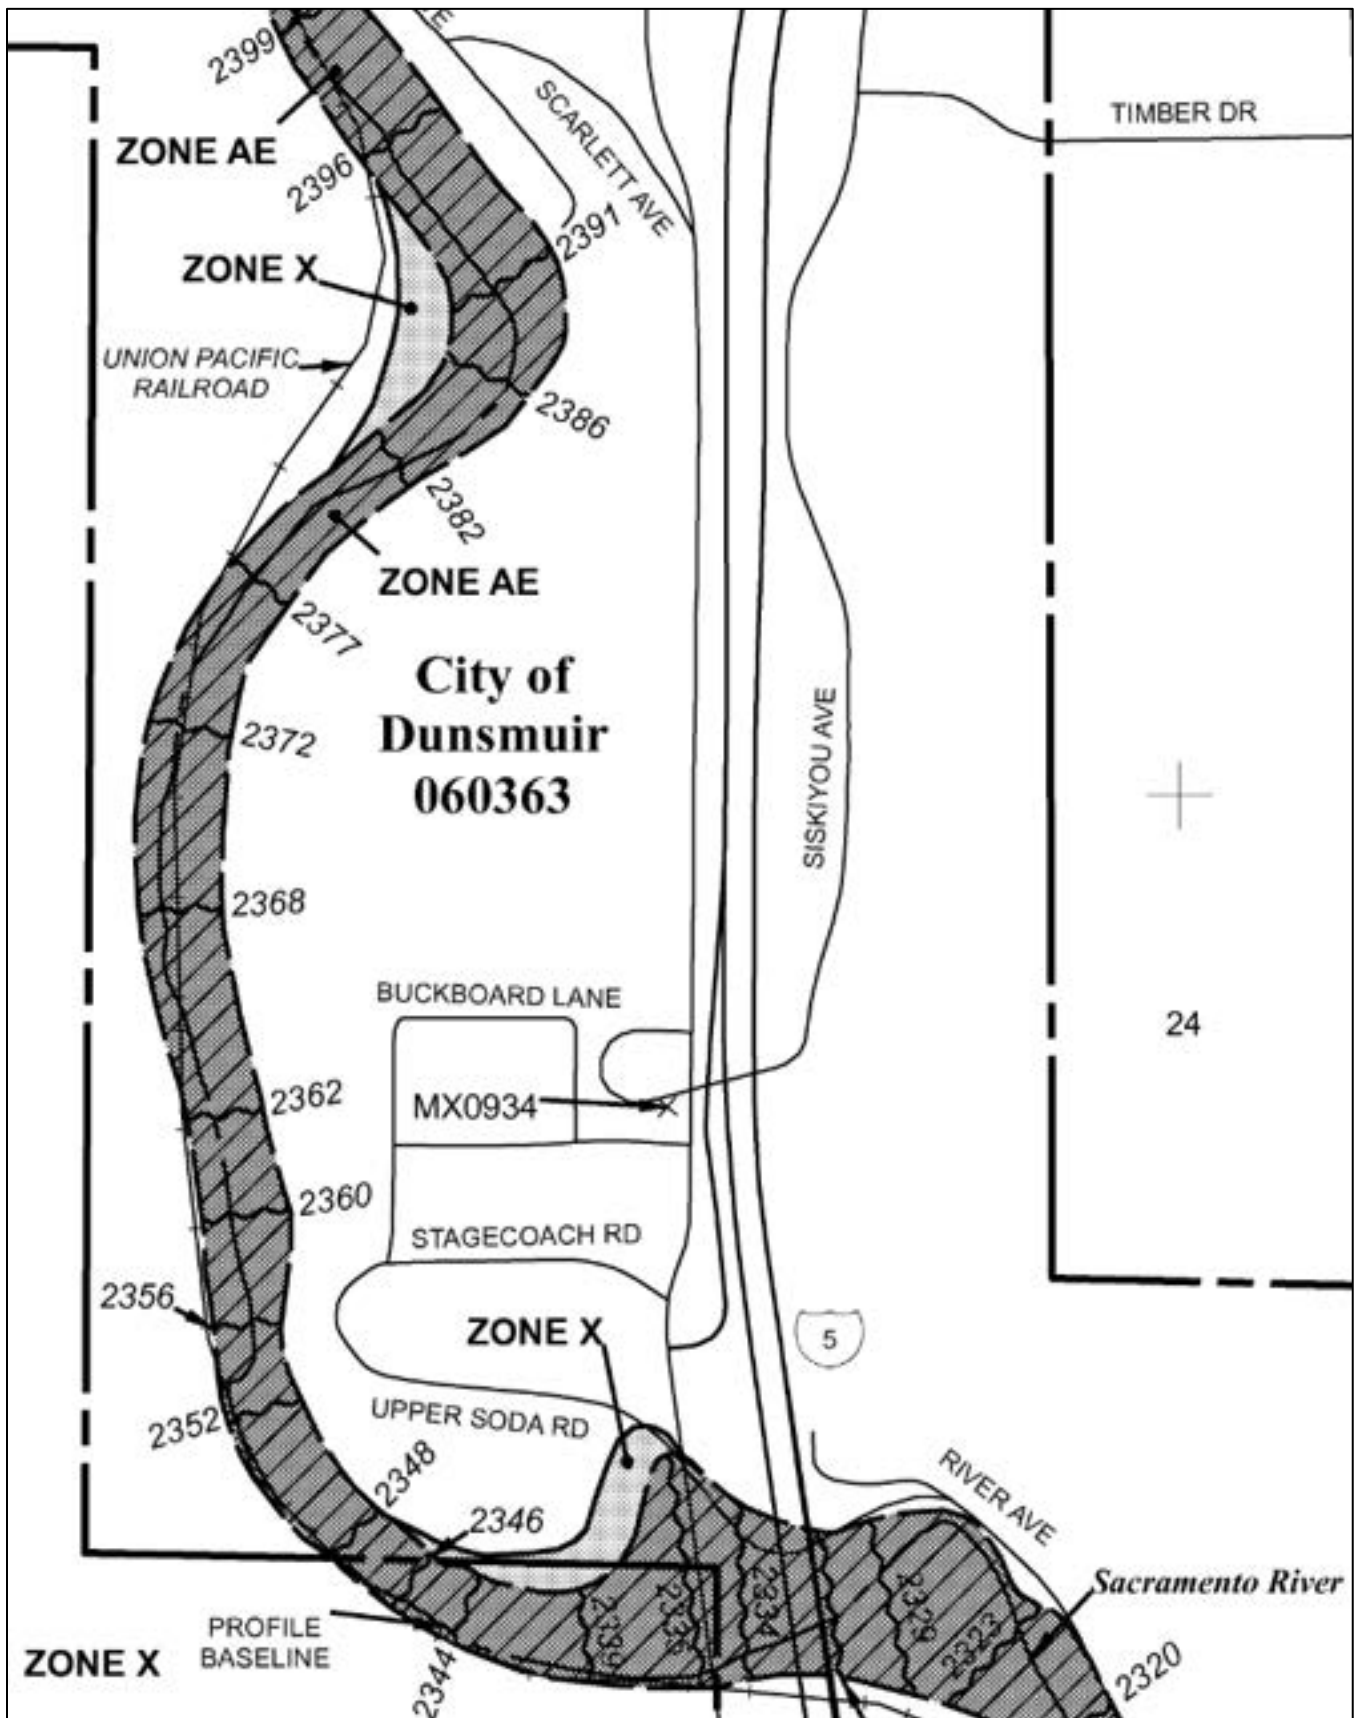 2399
SCARLETT AVE
TIMBER DR
ZONE AE
2396
2391
ZONE X
UNION PACIFIC
RAILROAD
2386
2382
ZONE AE
2377
City of
Dunsmuir
060363
2372
SISKIYOU AVE
2368
BUCKBOARD LANE
24
2362
MX0934
2360
STAGECOACH RD
2356
ZONE X
5
2352
UPPER SODA RD
2348
2346
RIVER AVE
2339
2336
2334
2329
2323
Sacramento River
PROFILE
BASELINE
ZONE X
2344
2320